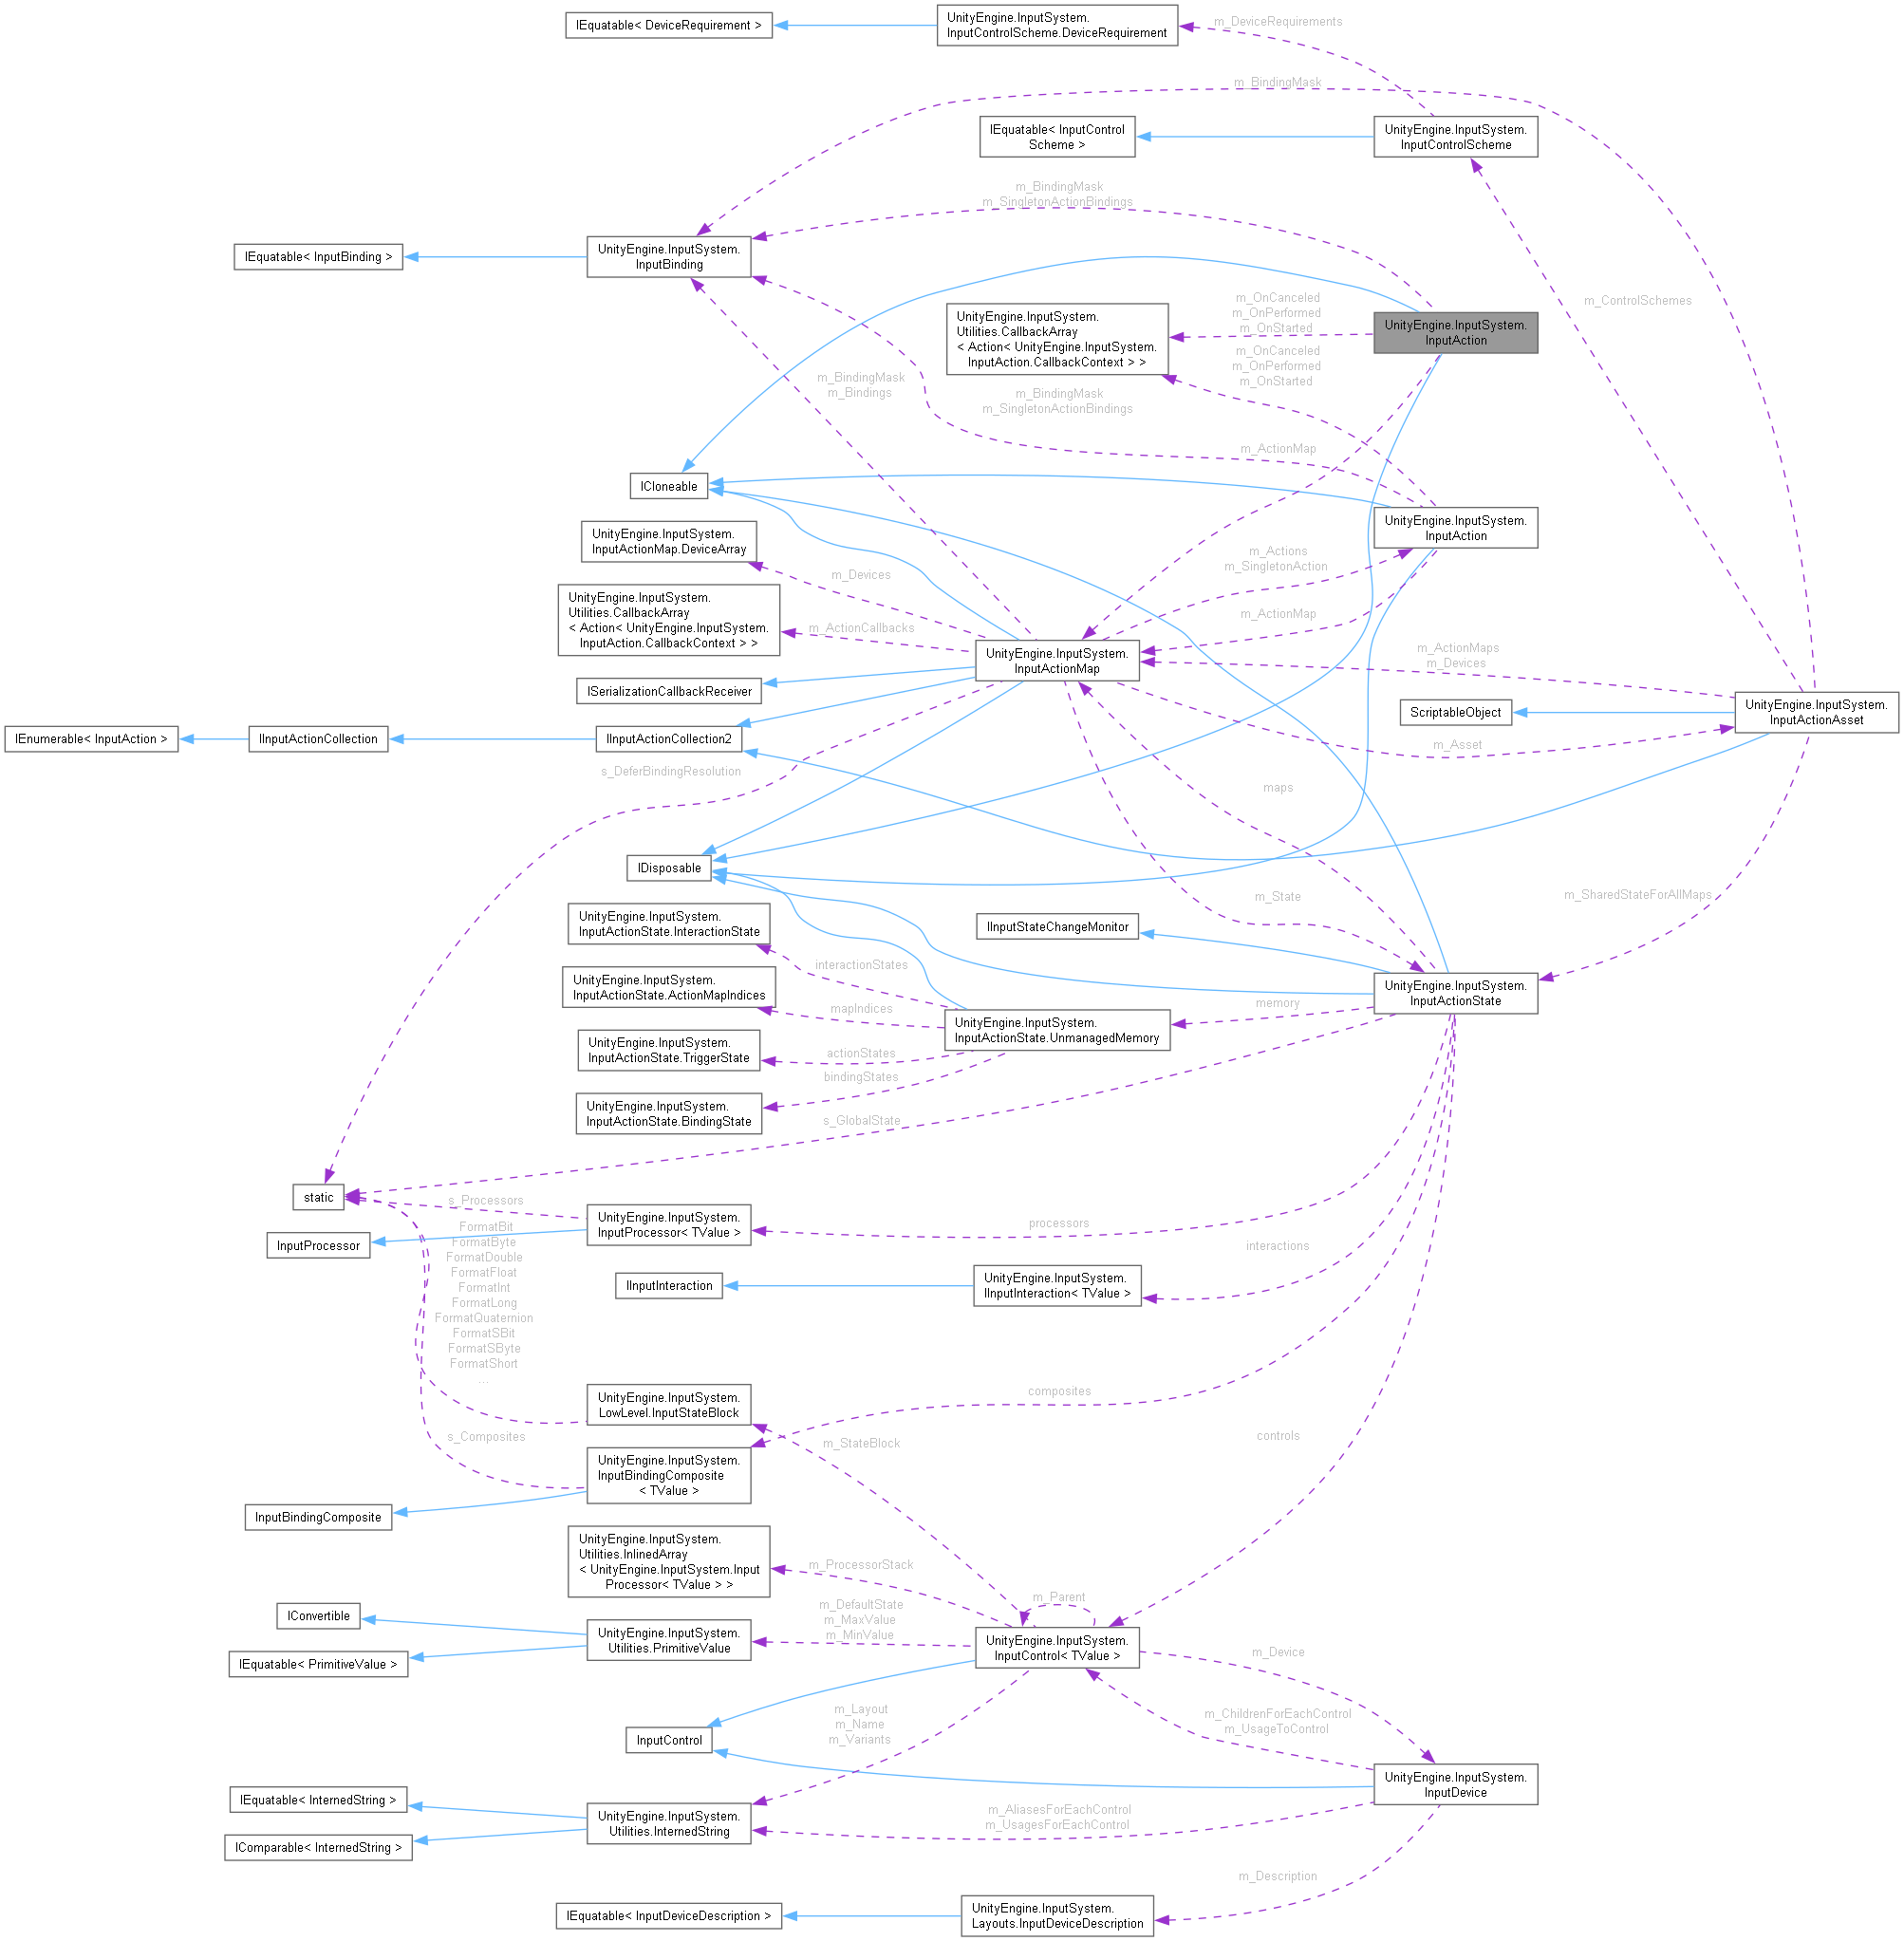 IEquatable< DeviceRequirement >
UnityEngine.InputSystem.
InputControlScheme.DeviceRequirement
m_DeviceRequirements
m_BindingMask
IEquatable< InputControl
Scheme >
UnityEngine.InputSystem.
InputControlScheme
m_BindingMask
m_SingletonActionBindings
IEquatable< InputBinding >
UnityEngine.InputSystem.
InputBinding
m_ControlSchemes
UnityEngine.InputSystem.
Utilities.CallbackArray
< Action< UnityEngine.InputSystem.
InputAction.CallbackContext > >
m_OnCanceled
m_OnPerformed
m_OnStarted
UnityEngine.InputSystem.
InputAction
m_OnCanceled
m_OnPerformed
m_OnStarted
m_BindingMask
m_Bindings
m_BindingMask
m_SingletonActionBindings
m_ActionMap
ICloneable
UnityEngine.InputSystem.
InputAction
UnityEngine.InputSystem.
InputActionMap.DeviceArray
m_Devices
m_Actions
m_SingletonAction
UnityEngine.InputSystem.
Utilities.CallbackArray
< Action< UnityEngine.InputSystem.
InputAction.CallbackContext > >
m_ActionCallbacks
m_ActionMap
UnityEngine.InputSystem.
InputActionMap
m_ActionMaps
m_Devices
ISerializationCallbackReceiver
ScriptableObject
UnityEngine.InputSystem.
InputActionAsset
IEnumerable< InputAction >
IInputActionCollection
IInputActionCollection2
m_Asset
s_DeferBindingResolution
maps
IDisposable
m_State
m_SharedStateForAllMaps
UnityEngine.InputSystem.
InputActionState.InteractionState
IInputStateChangeMonitor
interactionStates
UnityEngine.InputSystem.
InputActionState.ActionMapIndices
mapIndices
UnityEngine.InputSystem.
InputActionState.UnmanagedMemory
memory
UnityEngine.InputSystem.
InputActionState
UnityEngine.InputSystem.
InputActionState.TriggerState
actionStates
bindingStates
UnityEngine.InputSystem.
InputActionState.BindingState
s_GlobalState
static
s_Processors
UnityEngine.InputSystem.
InputProcessor< TValue >
processors
InputProcessor
FormatBit
FormatByte
FormatDouble
FormatFloat
FormatInt
FormatLong
FormatQuaternion
FormatSBit
FormatSByte
FormatShort
...
interactions
IInputInteraction
UnityEngine.InputSystem.
IInputInteraction< TValue >
UnityEngine.InputSystem.
LowLevel.InputStateBlock
composites
s_Composites
m_StateBlock
controls
UnityEngine.InputSystem.
InputBindingComposite
< TValue >
InputBindingComposite
UnityEngine.InputSystem.
Utilities.InlinedArray
< UnityEngine.InputSystem.Input
Processor< TValue > >
m_ProcessorStack
m_Parent
IConvertible
m_DefaultState
m_MaxValue
m_MinValue
UnityEngine.InputSystem.
Utilities.PrimitiveValue
UnityEngine.InputSystem.
InputControl< TValue >
IEquatable< PrimitiveValue >
m_Device
m_Layout
m_Name
m_Variants
m_ChildrenForEachControl
m_UsageToControl
InputControl
UnityEngine.InputSystem.
InputDevice
IEquatable< InternedString >
UnityEngine.InputSystem.
Utilities.InternedString
m_AliasesForEachControl
m_UsagesForEachControl
IComparable< InternedString >
m_Description
IEquatable< InputDeviceDescription >
UnityEngine.InputSystem.
Layouts.InputDeviceDescription